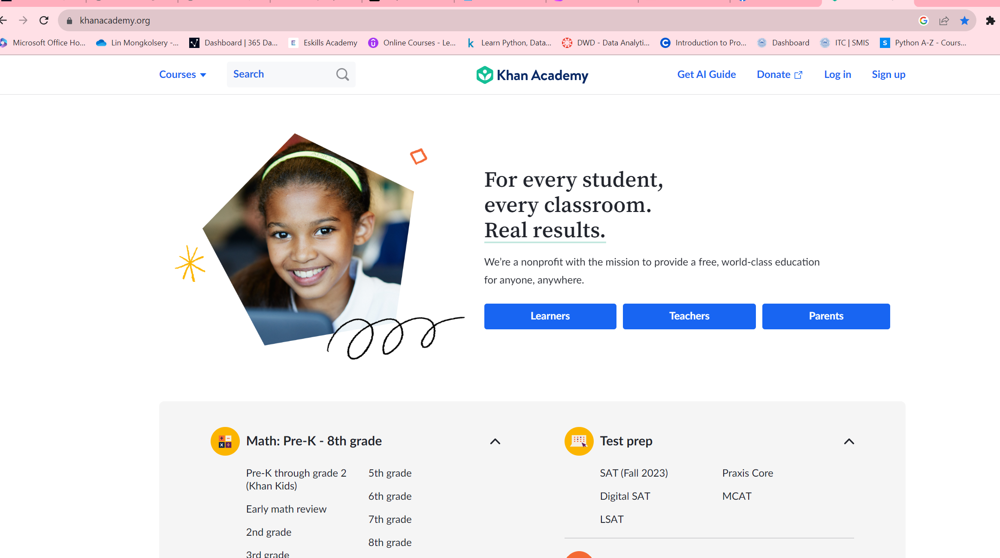 khanacademy.org
Microsoft Office Ho...
Lin Mongkolsery -...
Dashboard | 365 Da...
Eskills Academy
Online Courses - Le...
Learn Python, Data...
DWD - Data Analyti...
Introduction to Pro...
Dashboard
ITC | SMIS
Python A-Z - Cours...
Courses
Search
Khan Academy
Get AI Guide
Donate
Log in
Sign up
ADIDAS
For every student,
every classroom.
Real results.
We’re a nonprofit with the mission to provide a free, world-class education
for anyone, anywhere.
Learners
Teachers
Parents
Math: Pre-K - 8th grade
Pre-K through grade 2
(Khan Kids)
Early math review
2nd grade
3rd grade
5th grade
6th grade
7th grade
8th grade
Test prep
SAT (Fall 2023)
Digital SAT
LSAT
Praxis Core
MCAT